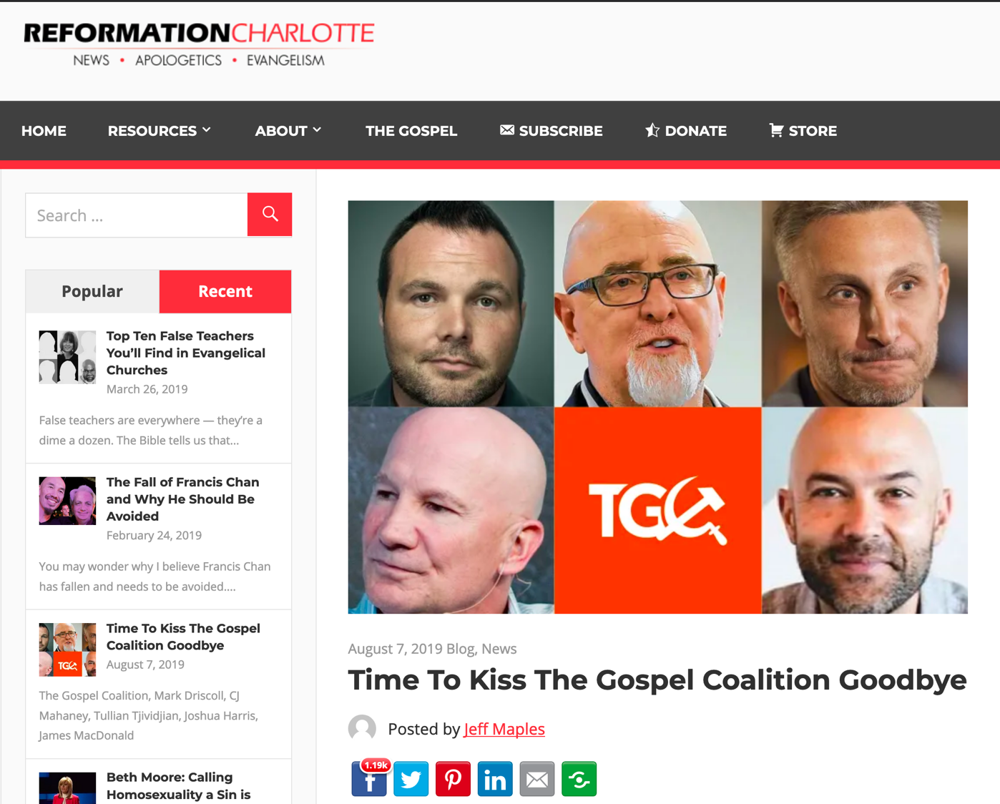 REFORMATIONCHARLOTTE
NEWS • APOLOGETICS • EVANGELISM
HOME RESOURCES ABOUT THE GOSPEL SUBSCRIBE DONATE STORE
Search ...
Popular Recent
Top Ten False Teachers
You’ll Find in Evangelical
Churches
March 26, 2019
False teachers are everywhere — they’re a
dime a dozen. The Bible tells us that...
The Fall of Francis Chan
and Why He Should Be
Avoided
February 24, 2019
You may wonder why I believe Francis Chan
has fallen and needs to be avoided....
TGC
Time To Kiss The Gospel
Coalition Goodbye
August 7, 2019
The Gospel Coalition, Mark Driscoll, CJ
Mahaney, Tullian Tjividjian, Joshua Harris,
James MacDonald
Beth Moore: Calling
Homosexuality a Sin is
TGC
August 7, 2019 Blog, News
Time To Kiss The Gospel Coalition Goodbye
Posted by Jeff Maples
1.19k